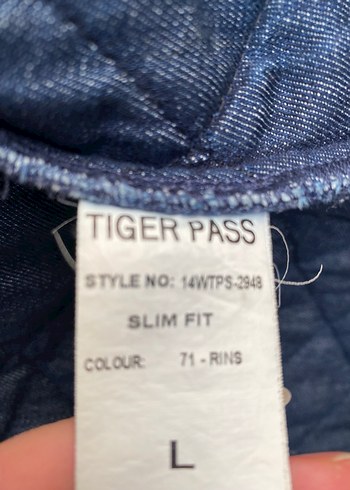 TIGER PASS
STYLE NO: 14WTPS-2948
SLIM FIT
COLOUR: 71 - RINS
L